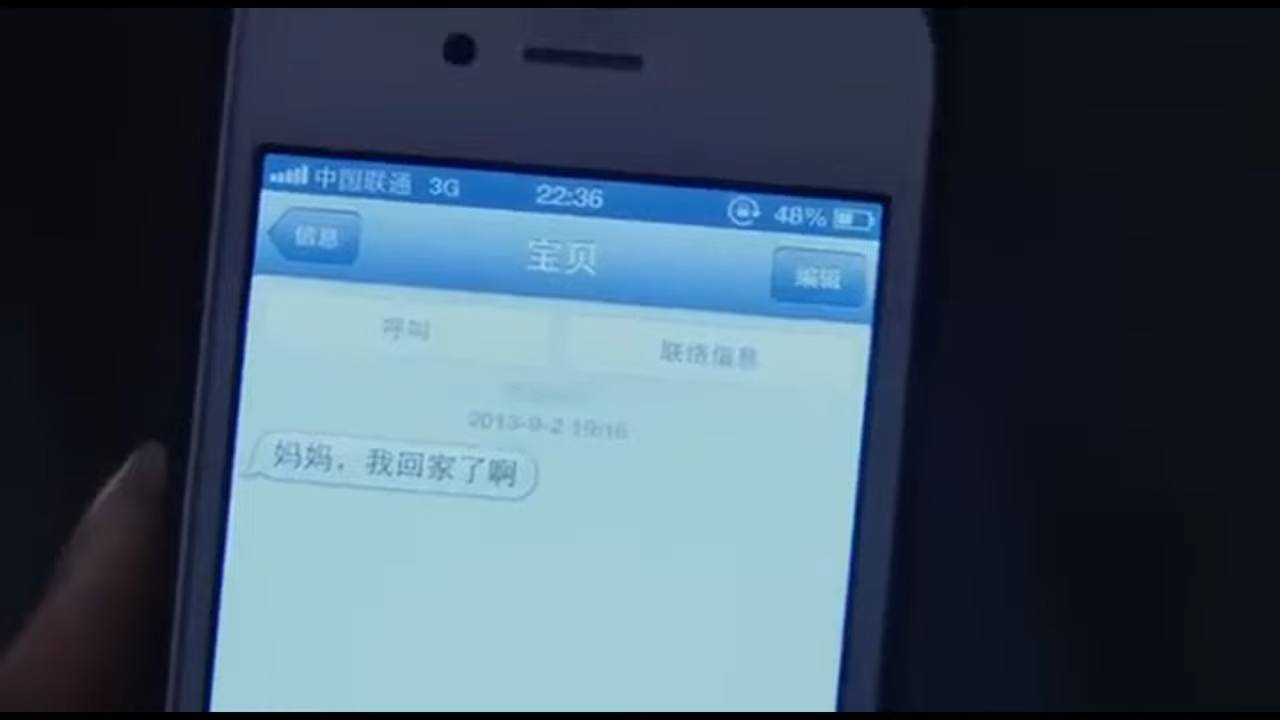 中国联通 3G 22:36 48%
信息 宝贝 编辑
呼叫 联络信息
2013-9-2 19:16
妈妈，我回家了啊